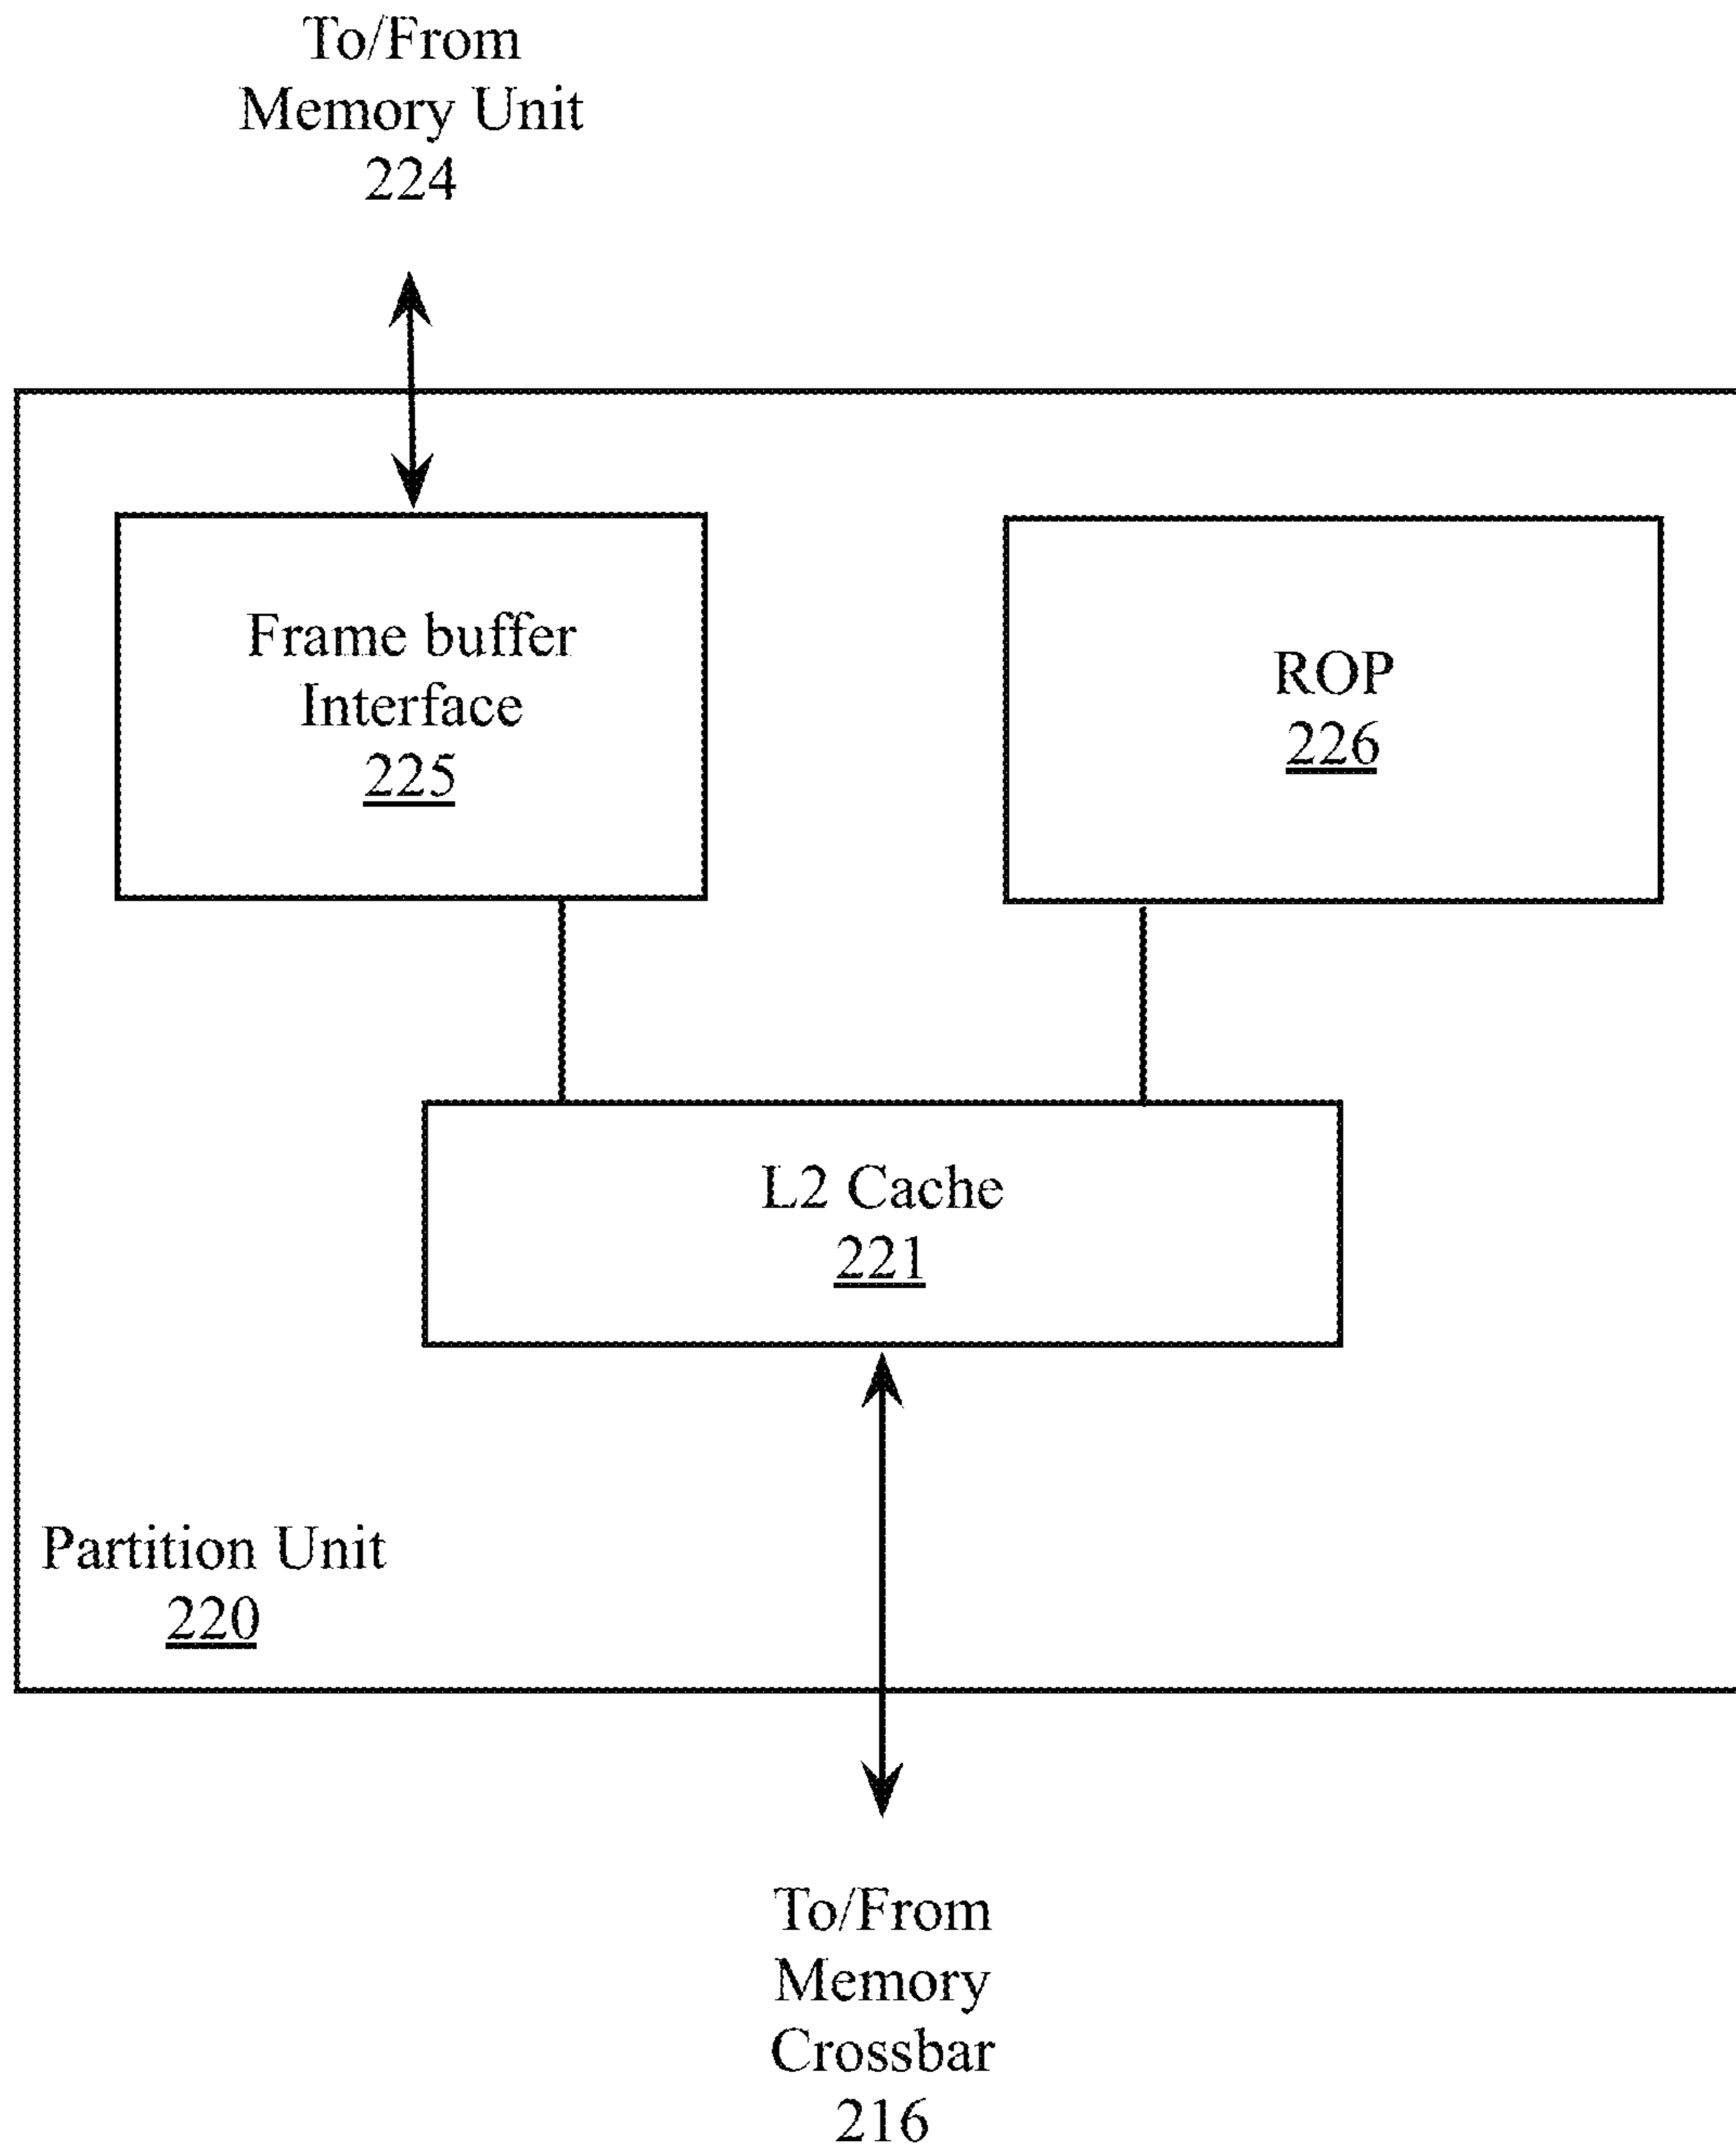 To/From
Memory Unit
224
Frame buffer
Interface
225
ROP
226
L2 Cache
221
Partition Unit
220
To/From
Memory
Crossbar
216